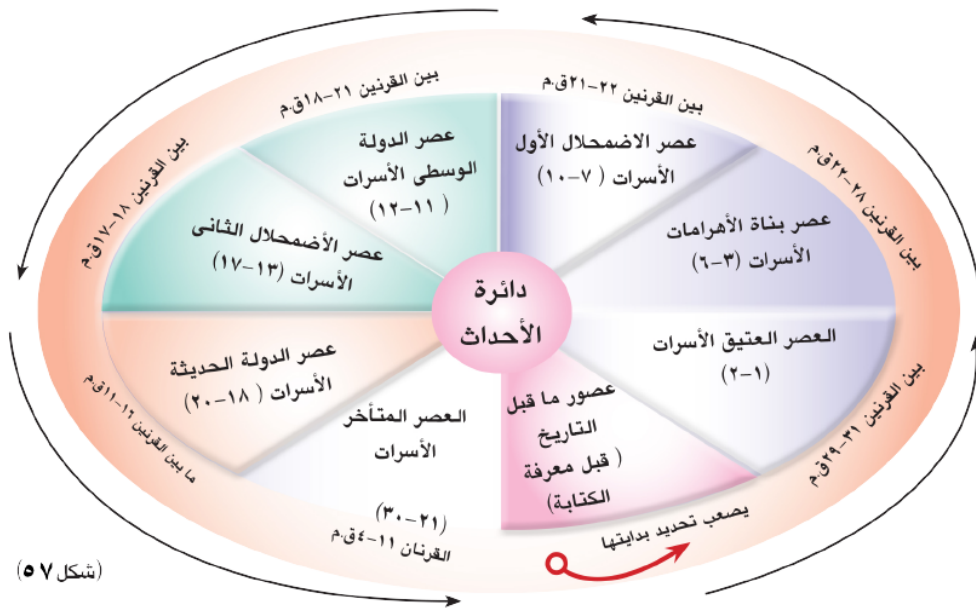 دائرة
الأحداث
عصور ما قبل
التاريخ
( قبل معرفة
الكتابة)
يصعب تحديد بدايتها
العصر العتيق الأسرات
(١-٢)
بين القرنين ٣١-٢٩ق.م
عصر بناة الأهرامات
الأسرات (٣-٦)
بين القرنين ٢٨-٢٢ق.م
عصر الاضمحلال الأول
الأسرات ( ٧-١٠)
بين القرنين ٢٢-٢١ق.م
عصر الدولة
الوسطى الأسرات
(١١-١٢)
بين القرنين ٢١-١٨ق.م
عصر الأضمحلال الثانى
الأسرات (١٣-١٧)
بين القرنين ١٨-١٧ق.م
عصر الدولة الحديثة
الأسرات ( ١٨-٢٠)
ما بين القرنين ١٦-١١ق.م
العصر المتأخر
الأسرات
(٢١-٣٠)
القرنان ١١-٤ق.م
(شكل ٥٧)